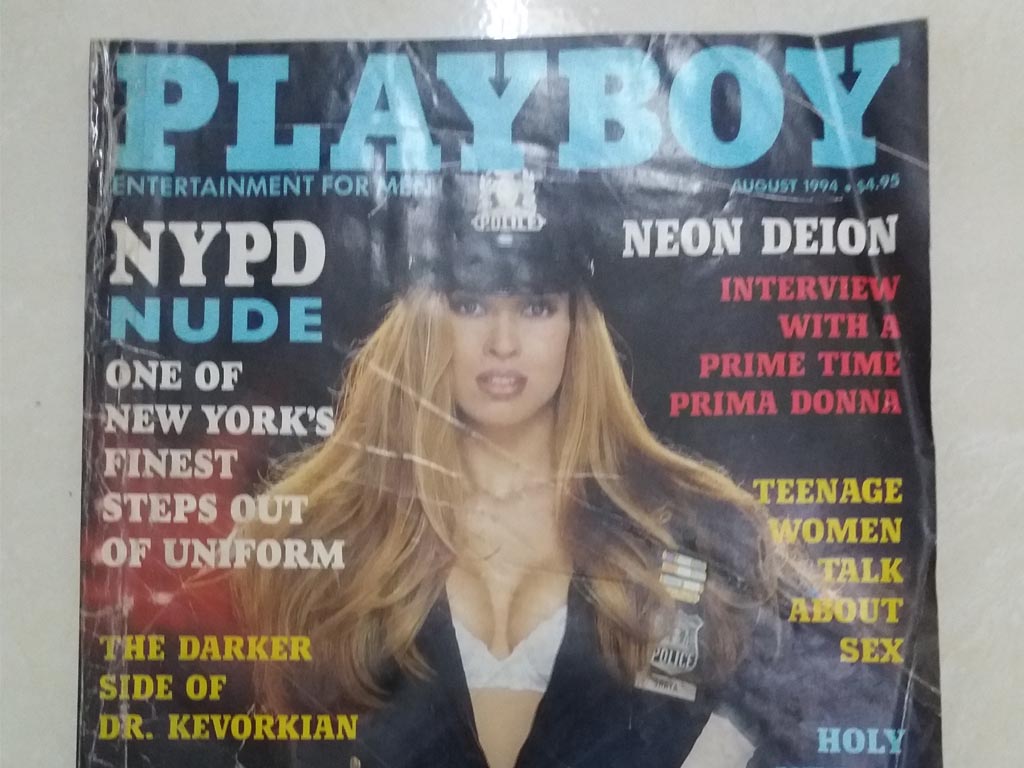 PLAYBOY
ENTERTAINMENT FOR MEN
AUGUST 1994 • $4.95
POLICE
NYPD
NUDE
ONE OF
NEW YORK'S
FINEST
STEPS OUT
OF UNIFORM
THE DARKER
SIDE OF
DR. KEVORKIAN
NEON DEION
INTERVIEW
WITH A
PRIME TIME
PRIMA DONNA
TEENAGE
WOMEN
TALK
ABOUT
SEX
POLICE
HOLY